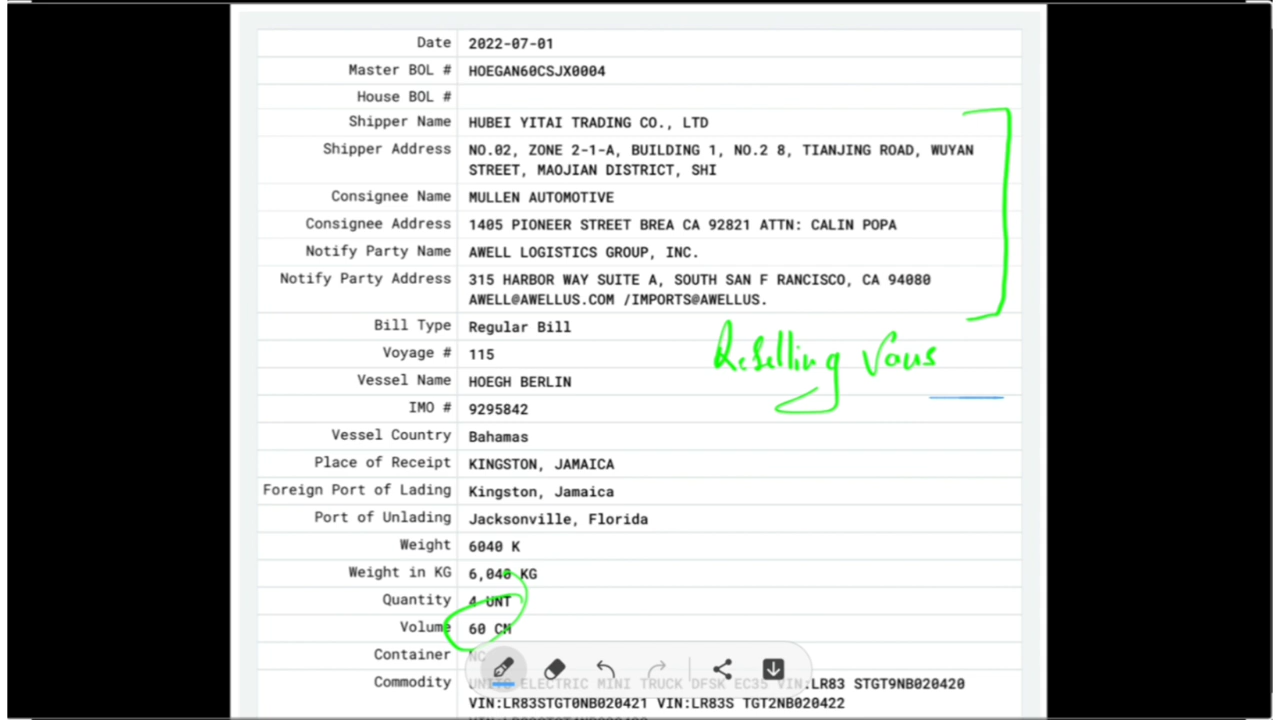 Date 2022-07-01
Master BOL # HOEGAN60CSJX0004
House BOL #
Shipper Name HUBEI YITAI TRADING CO., LTD
Shipper Address NO.02, ZONE 2-1-A, BUILDING 1, NO.2 8, TIANJING ROAD, WUYAN
STREET, MAOJIAN DISTRICT, SHI
Consignee Name MULLEN AUTOMOTIVE
Consignee Address 1405 PIONEER STREET BREA CA 92821 ATTN: CALIN POPA
Notify Party Name AWELL LOGISTICS GROUP, INC.
Notify Party Address 315 HARBOR WAY SUITE A, SOUTH SAN F RANCISCO, CA 94080
AWELL@AWELLUS.COM /IMPORTS@AWELLUS.
Bill Type Regular Bill
Reselling Vans
Voyage # 115
Vessel Name HOEGH BERLIN
IMO # 9295842
Vessel Country Bahamas
Place of Receipt KINGSTON, JAMAICA
Foreign Port of Lading Kingston, Jamaica
Port of Unlading Jacksonville, Florida
Weight 6040 K
Weight in KG 6,040 KG
Quantity 4 UNT
Volume 60 CM
Container NC
Commodity UNITS ELECTRIC MINI TRUCK DFSK EC35 VIN:LR83 STGT9NB020420
VIN:LR83STGT0NB020421 VIN:LR83S TGT2NB020422